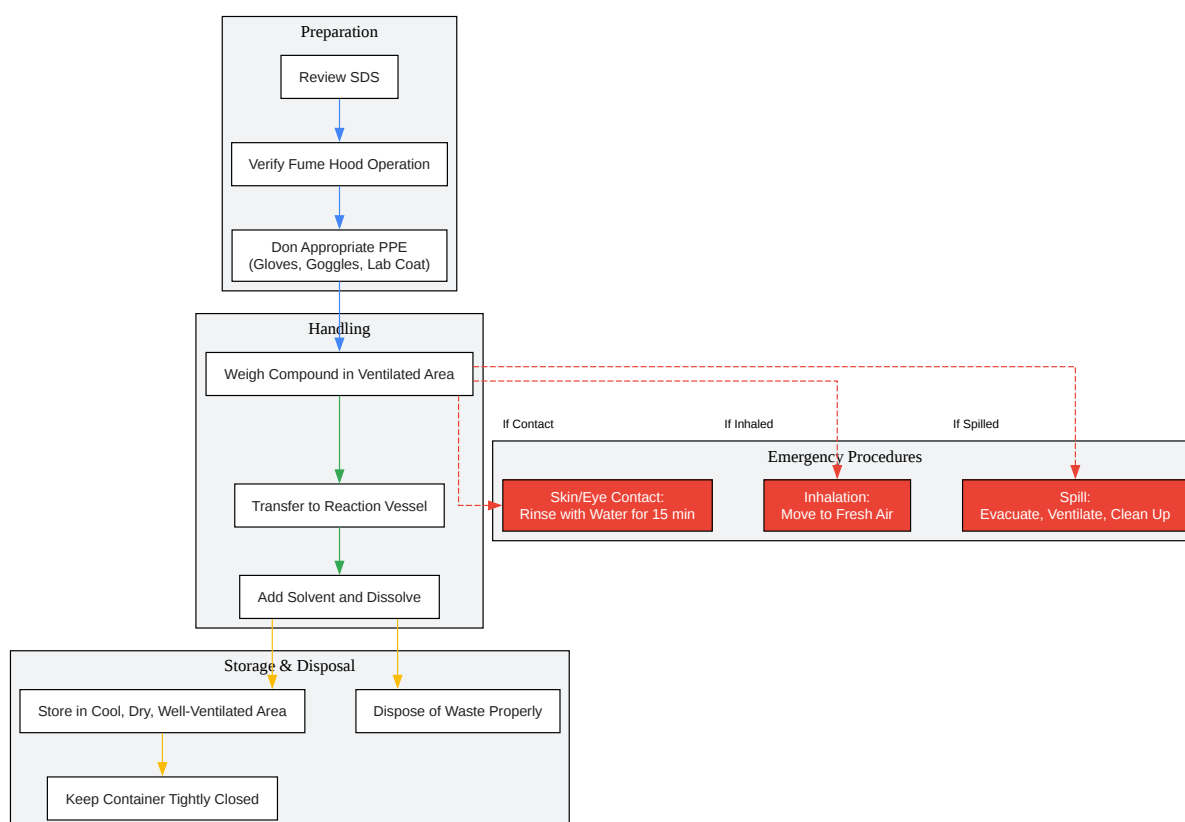 Preparation
Review SDS
Verify Fume Hood Operation
Don Appropriate PPE
(Gloves, Goggles, Lab Coat)
Handling
Weigh Compound in Ventilated Area
If Contact
If Inhaled
If Spilled
Emergency Procedures
Skin/Eye Contact:
Rinse with Water for 15 min
Inhalation:
Move to Fresh Air
Spill:
Evacuate, Ventilate, Clean Up
Transfer to Reaction Vessel
Add Solvent and Dissolve
Storage & Disposal
Store in Cool, Dry, Well-Ventilated Area
Dispose of Waste Properly
Keep Container Tightly Closed